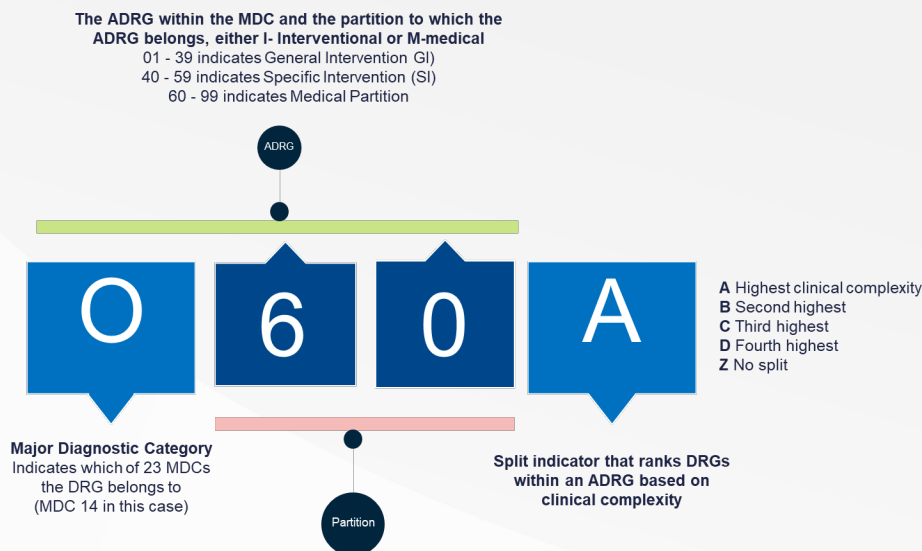 The ADRG within the MDC and the partition to which the
ADRG belongs, either I- Interventional or M-medical
01 - 39 indicates General Intervention GI)
40 - 59 indicates Specific Intervention (SI)
60 - 99 indicates Medical Partition
ADRG
O 6 0 A
A Highest clinical complexity
B Second highest
C Third highest
D Fourth highest
Z No split
Major Diagnostic Category
Indicates which of 23 MDCs
the DRG belongs to
(MDC 14 in this case)
Partition
Split indicator that ranks DRGs
within an ADRG based on
clinical complexity